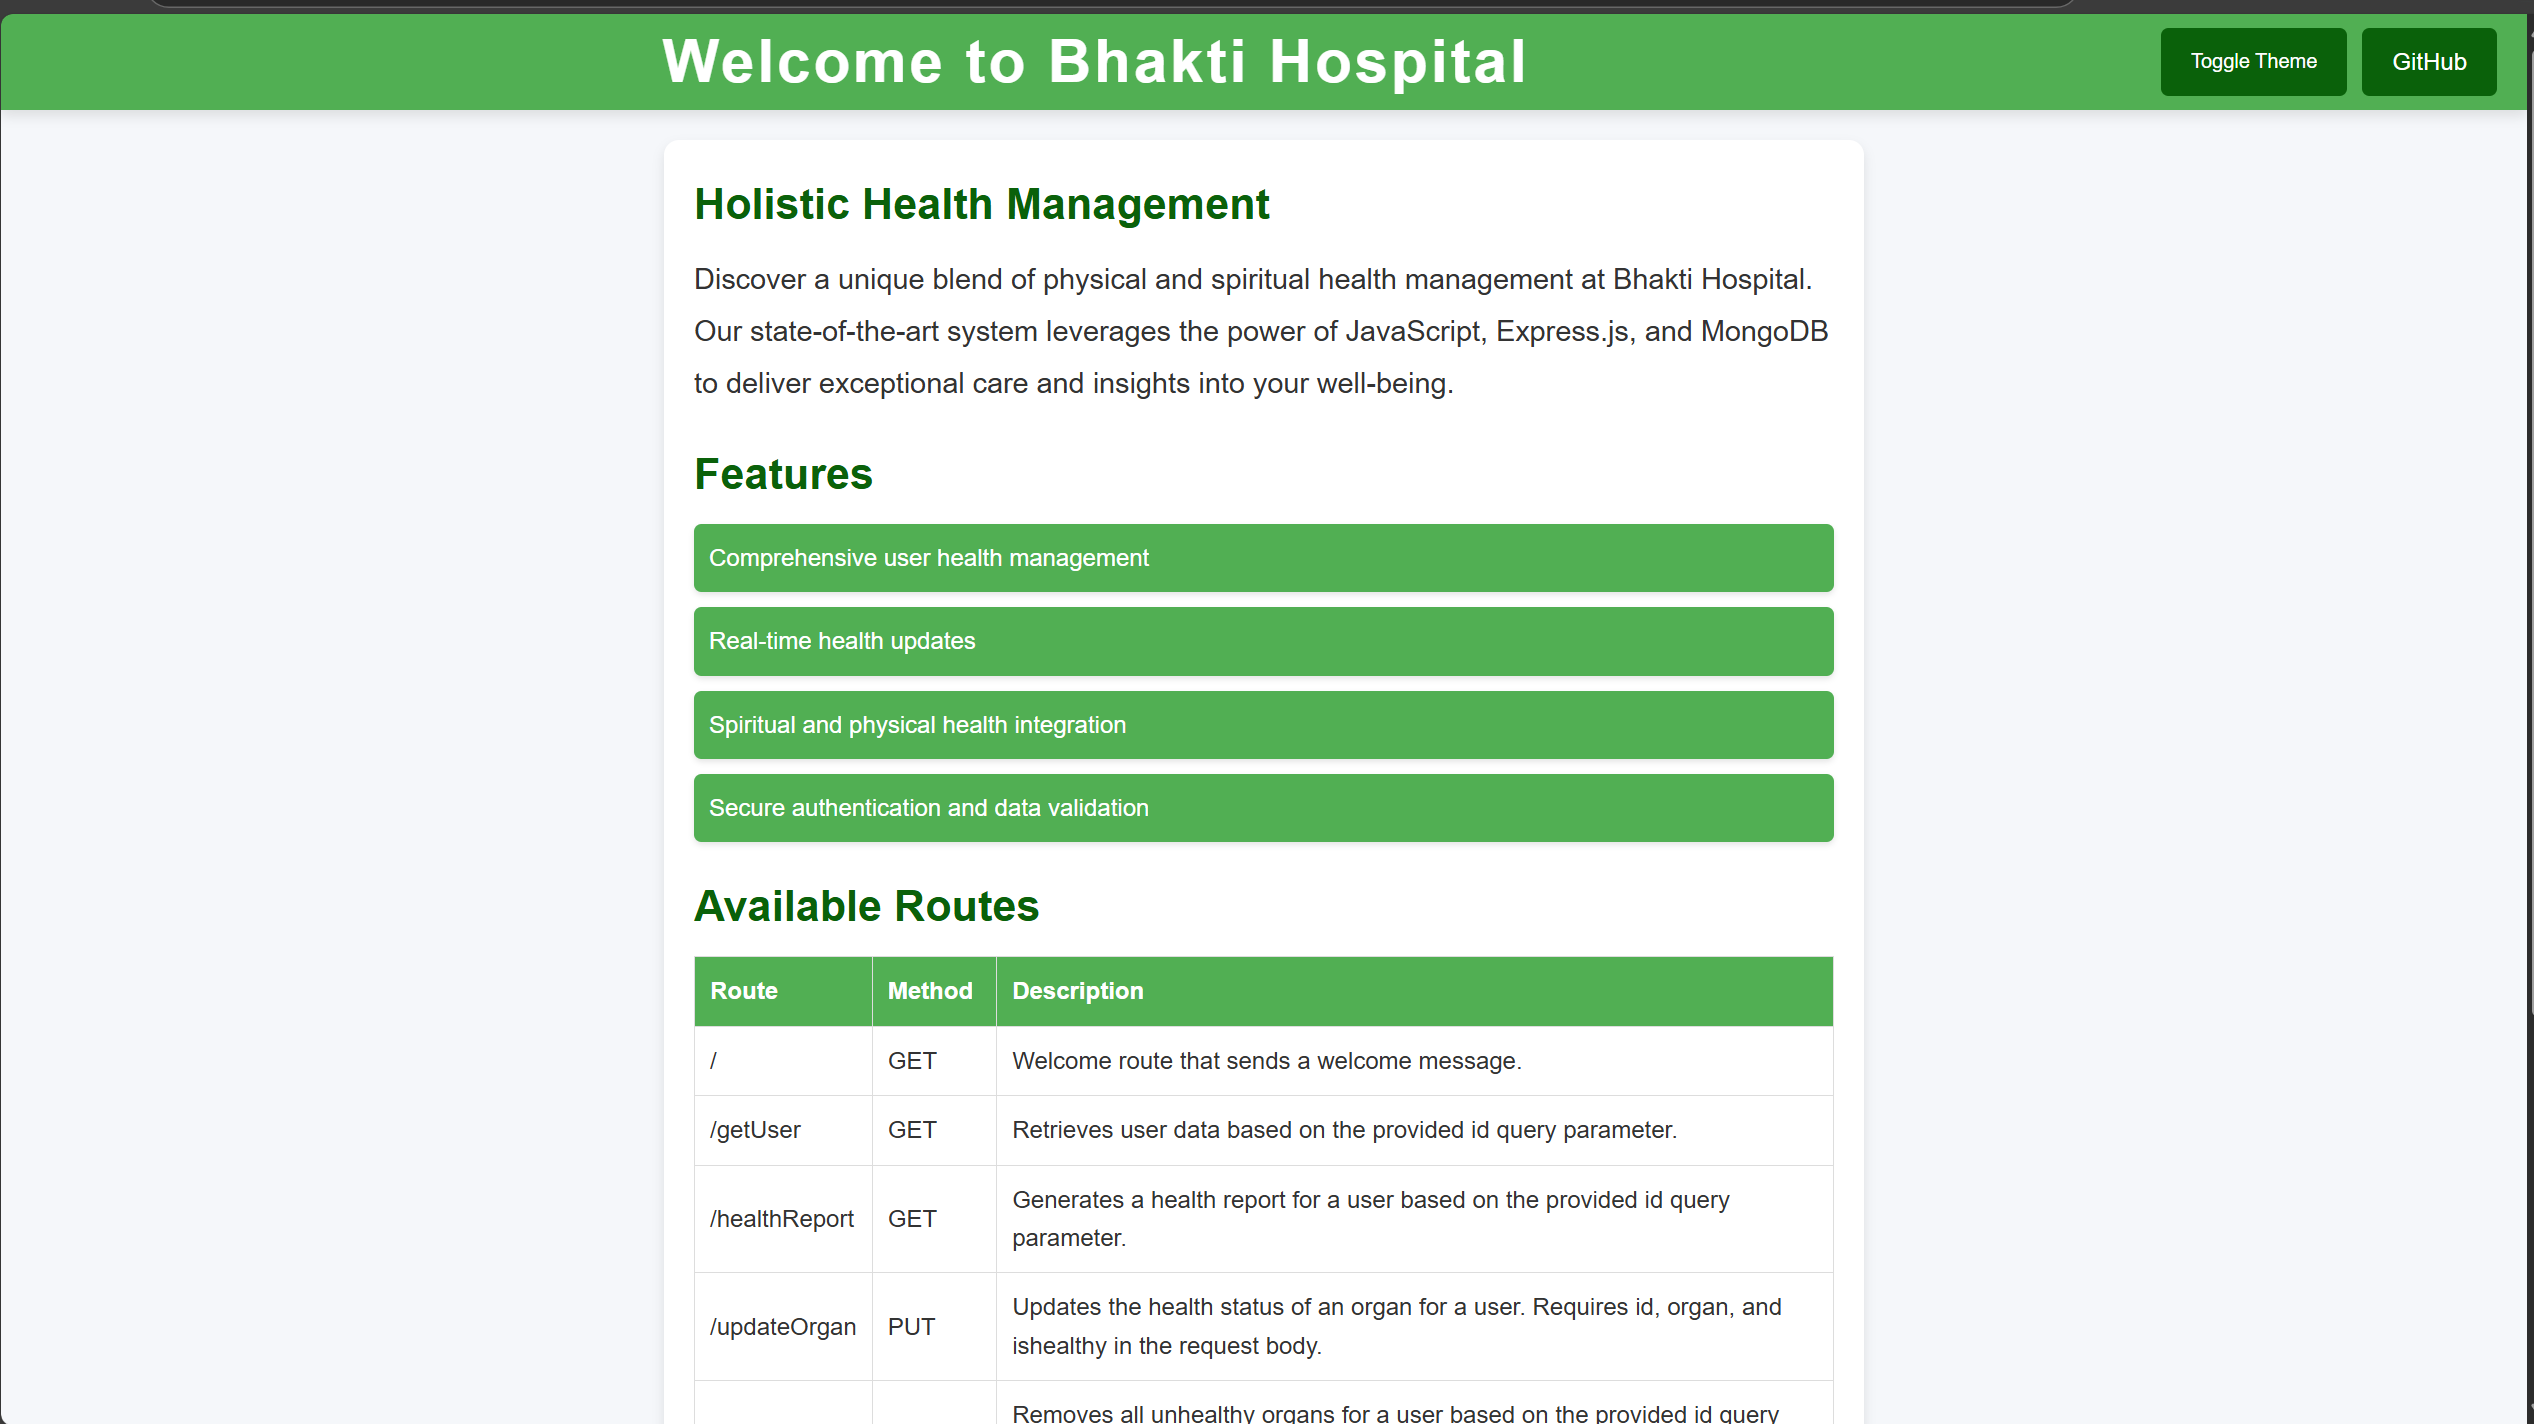 Welcome to Bhakti Hospital
Toggle Theme
GitHub
Holistic Health Management
Discover a unique blend of physical and spiritual health management at Bhakti Hospital.
Our state-of-the-art system leverages the power of JavaScript, Express.js, and MongoDB
to deliver exceptional care and insights into your well-being.
Features
Comprehensive user health management
Real-time health updates
Spiritual and physical health integration
Secure authentication and data validation
Available Routes
Route Method Description
/ GET Welcome route that sends a welcome message.
/getUser GET Retrieves user data based on the provided id query parameter.
/healthReport GET Generates a health report for a user based on the provided id query
parameter.
/updateOrgan PUT Updates the health status of an organ for a user. Requires id, organ, and
ishealthy in the request body.
Removes all unhealthy organs for a user based on the provided id query